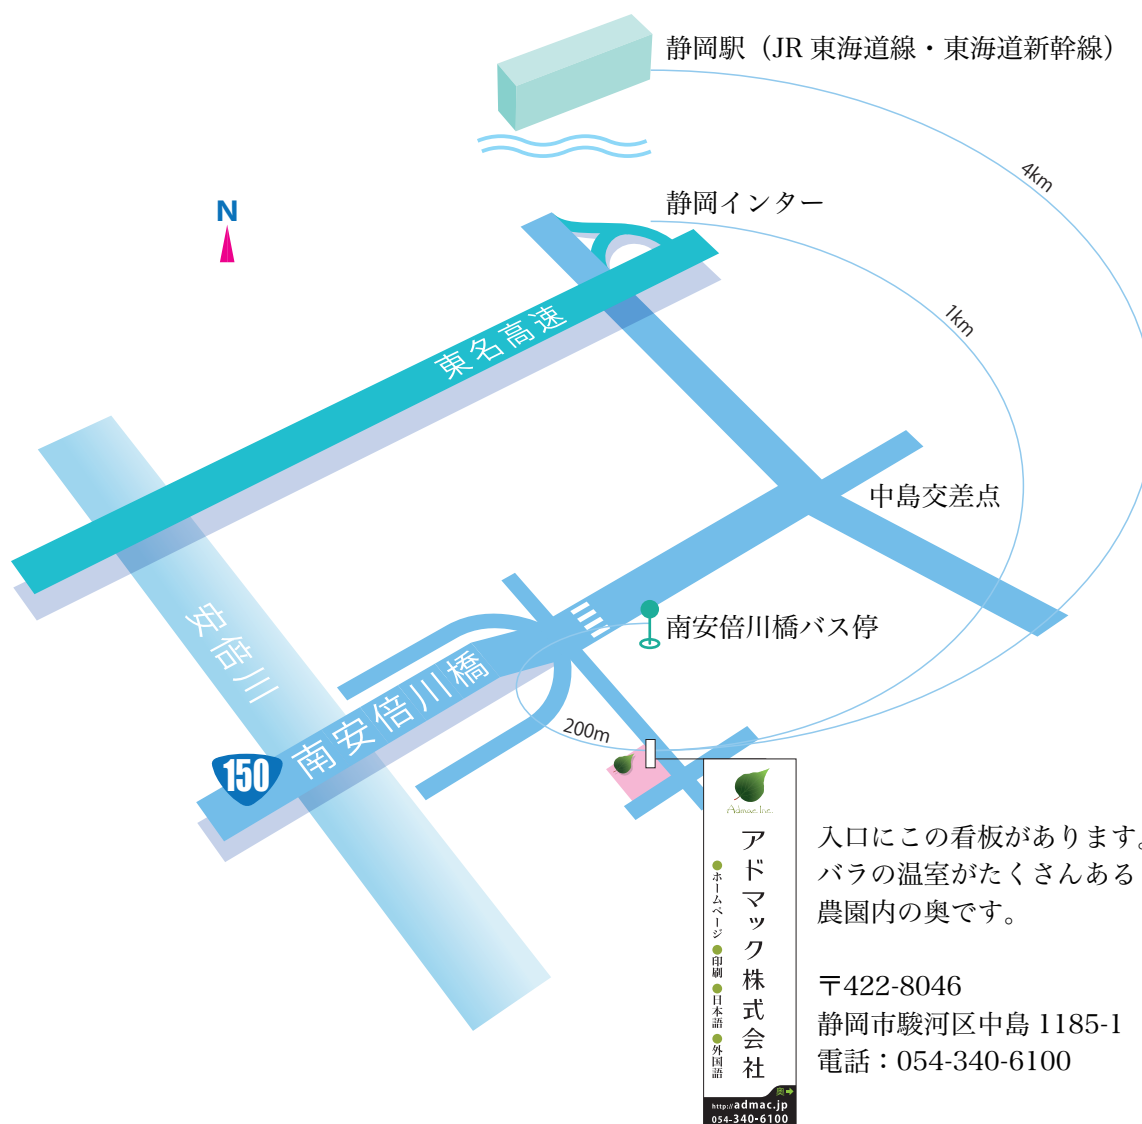 静岡駅（JR 東海道線・東海道新幹線）
4km
N
静岡インター
1km
東名高速
中島交差点
安倍川
南安倍川橋バス停
南安倍川橋
200m
150
Admac Inc.
アドマック株式会社
●ホームページ ●印刷 ●日本語 ●外国語
奥➡
http://admac.jp
054-340-6100
入口にこの看板があります。
バラの温室がたくさんある
農園内の奥です。
〒422-8046
静岡市駿河区中島 1185-1
電話：054-340-6100